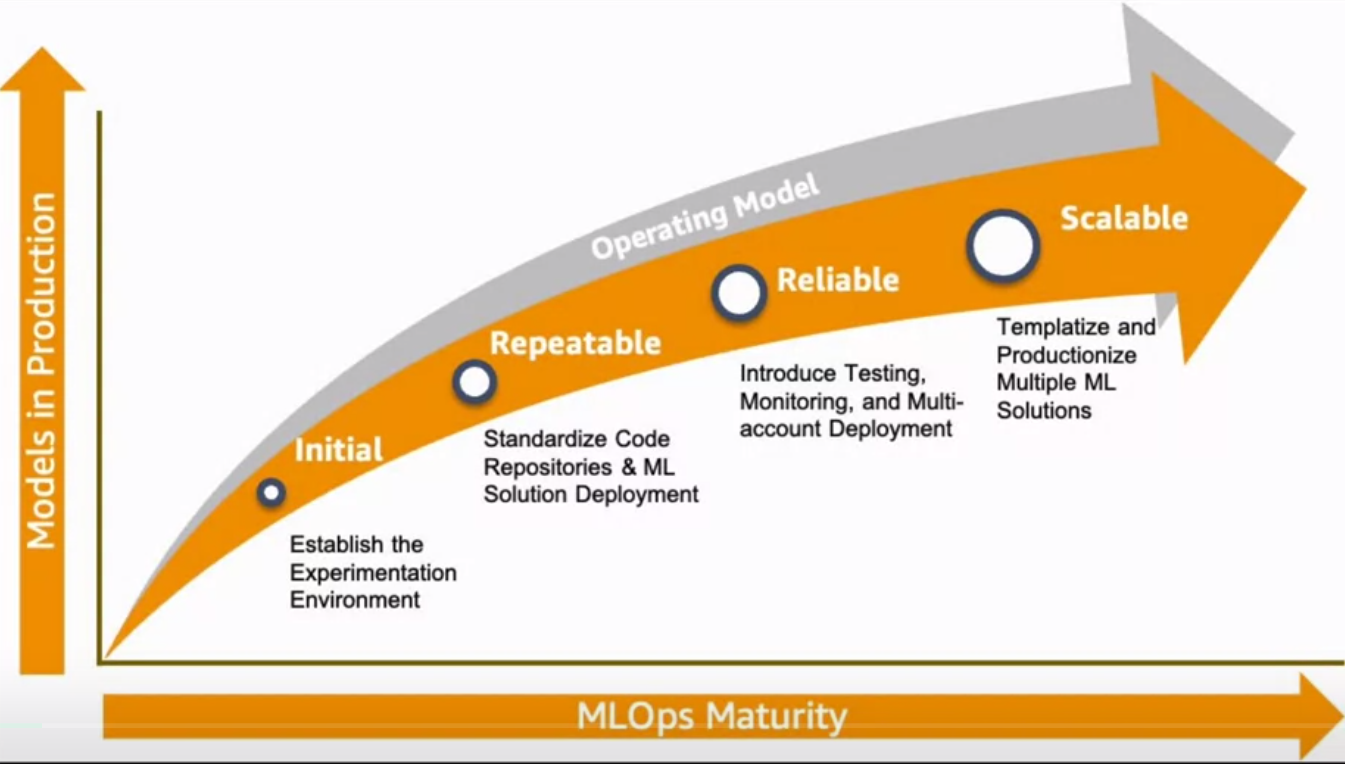 Models in Production
Operating Model
Initial
Establish the
Experimentation
Environment
Repeatable
Standardize Code
Repositories & ML
Solution Deployment
Reliable
Introduce Testing,
Monitoring, and Multi-
account Deployment
Scalable
Templatize and
Productionize
Multiple ML
Solutions
MLOps Maturity